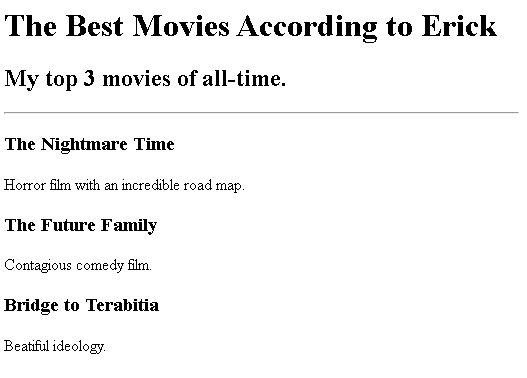 The Best Movies According to Erick
My top 3 movies of all-time.
The Nightmare Time
Horror film with an incredible road map.
The Future Family
Contagious comedy film.
Bridge to Terabitia
Beatiful ideology.